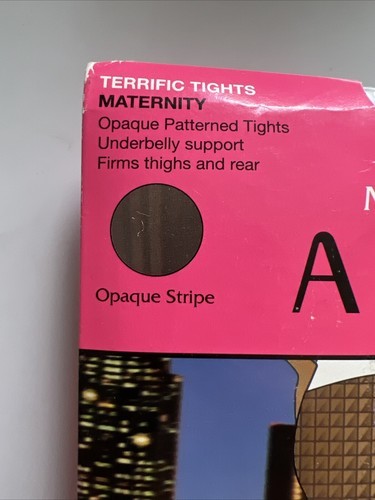 TERRIFIC TIGHTS
MATERNITY
Opaque Patterned Tights
Underbelly support
Firms thighs and rear
A
Opaque Stripe